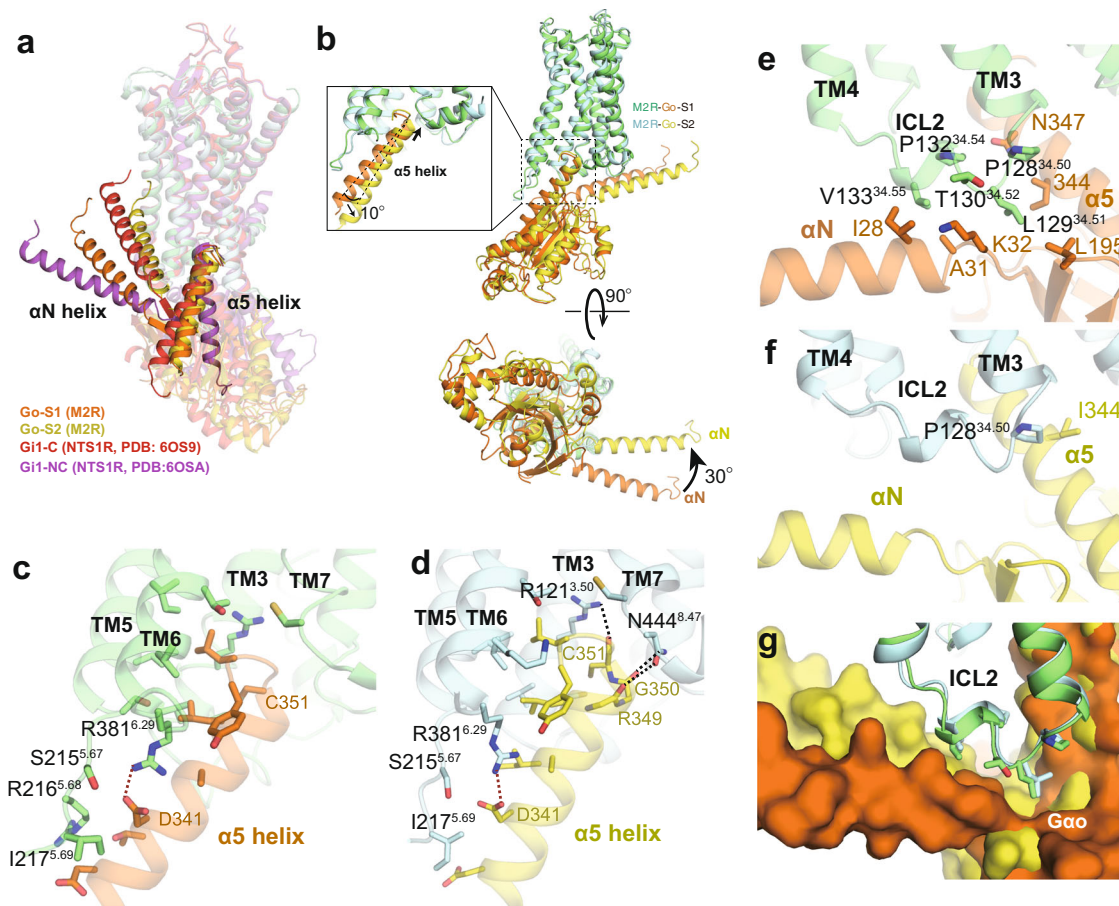 a
αN helix
α5 helix
Go-S1 (M2R)
Go-S2 (M2R)
Gi1-C (NTS1R, PDB: 6OS9)
Gi1-NC (NTS1R, PDB:6OSA)
b
M2R-Go-S1
M2R-Go-S2
α5 helix
10°
90°
αN
30°
αN
c
TM3
TM7
TM5
TM6
C351
R381^6.29
S215^5.67
R216^5.68
D341
I217^5.69
α5 helix
d
TM3
R121^3.50
TM7
TM5
TM6
N444^8.47
C351
G350
R349
R381^6.29
S215^5.67
I217^5.69
D341
α5 helix
e
TM4
TM3
ICL2
N347
P132^34.54
P128^34.50
V133^34.55
T130^34.52
I344
α5
L129^34.51
αN
I28
K32
L195
A31
f
TM4
TM3
ICL2
I344
P128^34.50
α5
αN
g
ICL2
Gαo